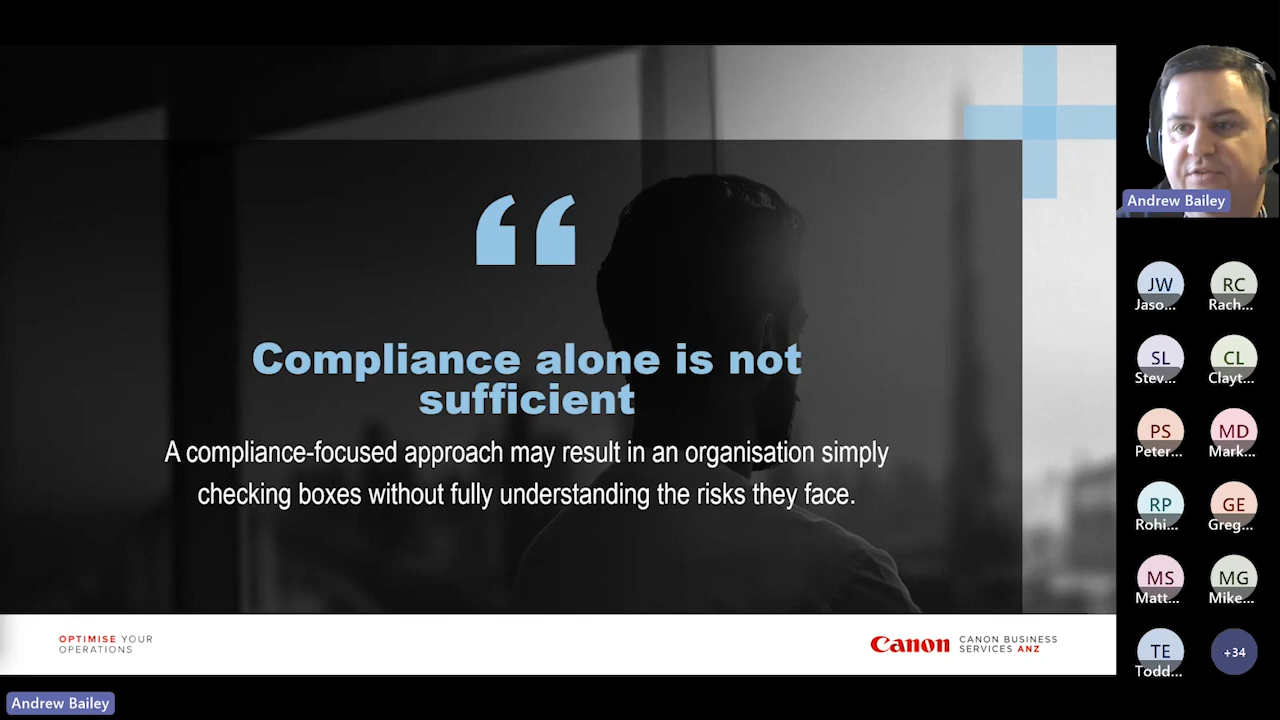 Compliance alone is not
sufficient
A compliance-focused approach may result in an organisation simply
checking boxes without fully understanding the risks they face.
OPTIMISE YOUR
OPERATIONS
Canon
CANON BUSINESS
SERVICES ANZ
Andrew Bailey
Andrew Bailey
JW
Jaso...
RC
Rach...
SL
Stev...
CL
Clayt...
PS
Peter...
MD
Mark...
RP
Rohi...
GE
Greg...
MS
Matt...
MG
Mike...
TE
Todd...
+34